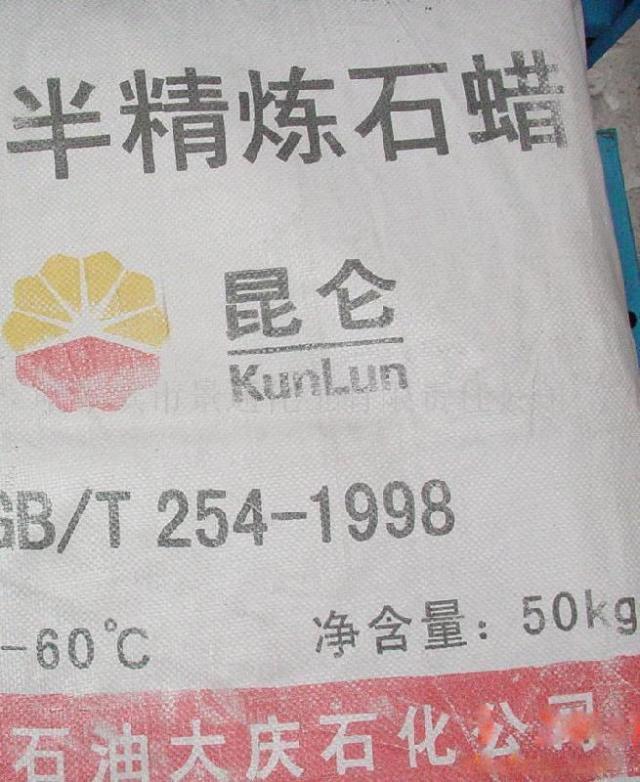 半精炼石蜡
昆仑
KunLun
GB/T 254-1998
-60℃
净含量：50kg
石油大庆石化公司